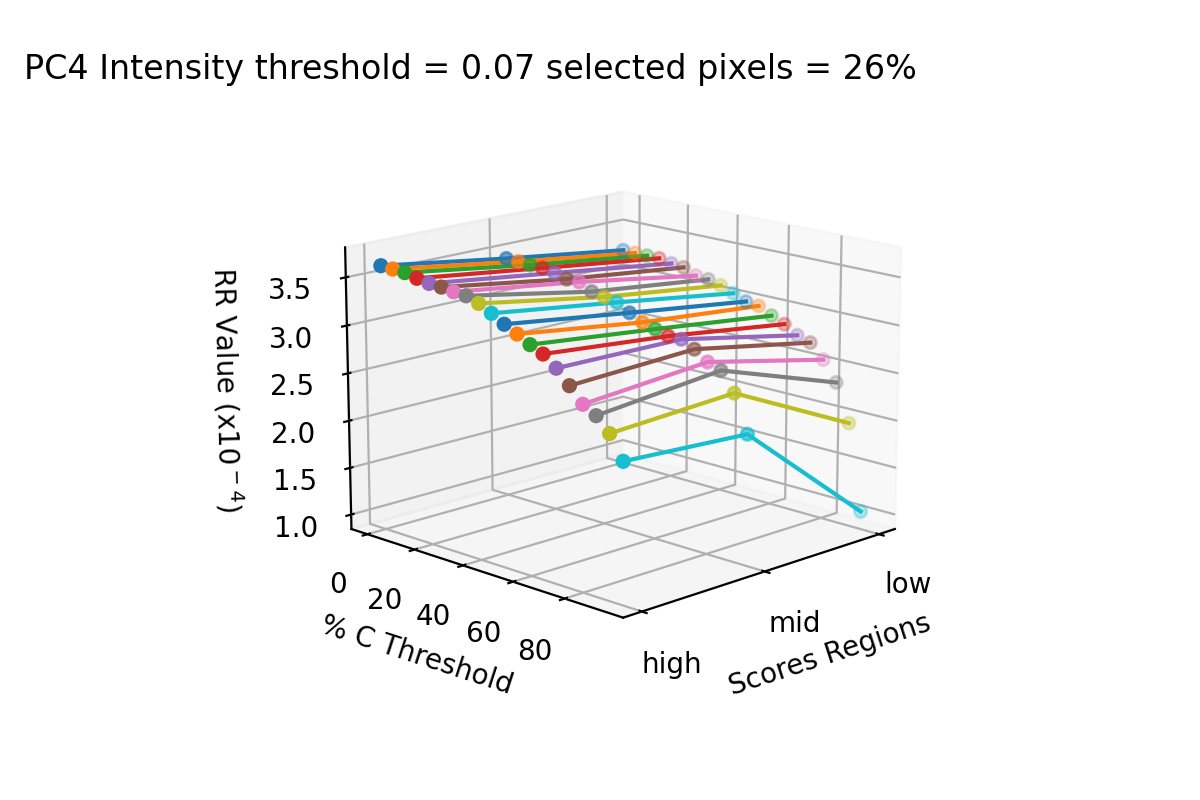 PC4 Intensity threshold = 0.07 selected pixels = 26%
RR Value (x10⁻⁴)
3.5
3.0
2.5
2.0
1.5
1.0
0
20
40
60
80
% C Threshold
high
mid
low
Scores Regions